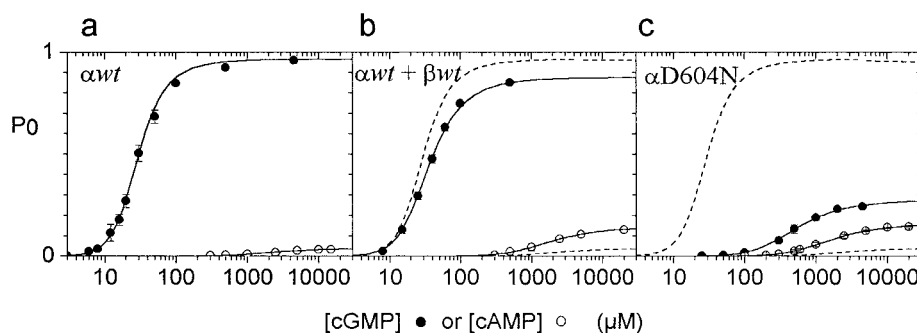 a b c
1 αwt αwt + βwt αD604N
P0
0
10 100 1000 10000 10 100 1000 10000 10 100 1000 10000
[cGMP] ● or [cAMP] ○ (μM)